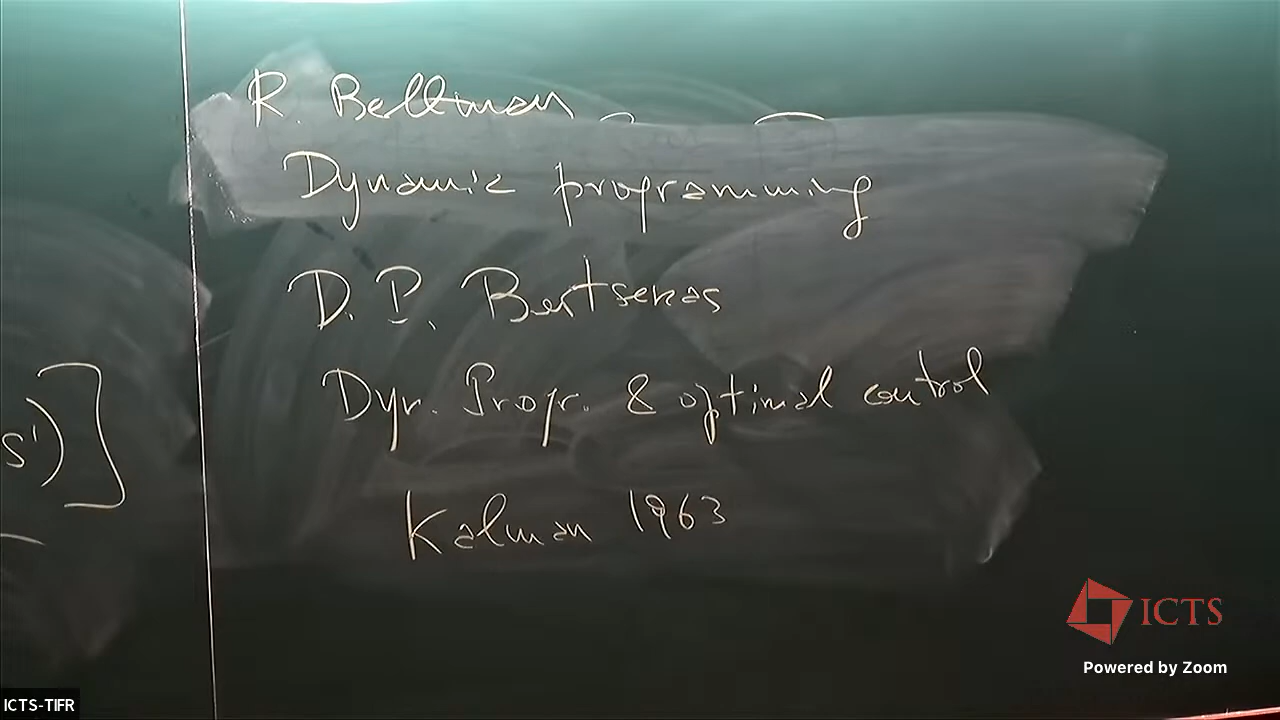 R. Bellman
Dynamic programming
D. P. Bertsekas
Dyn. Progr. & optimal control
Kalman 1963
s')]
ICTS
Powered by Zoom
ICTS-TIFR